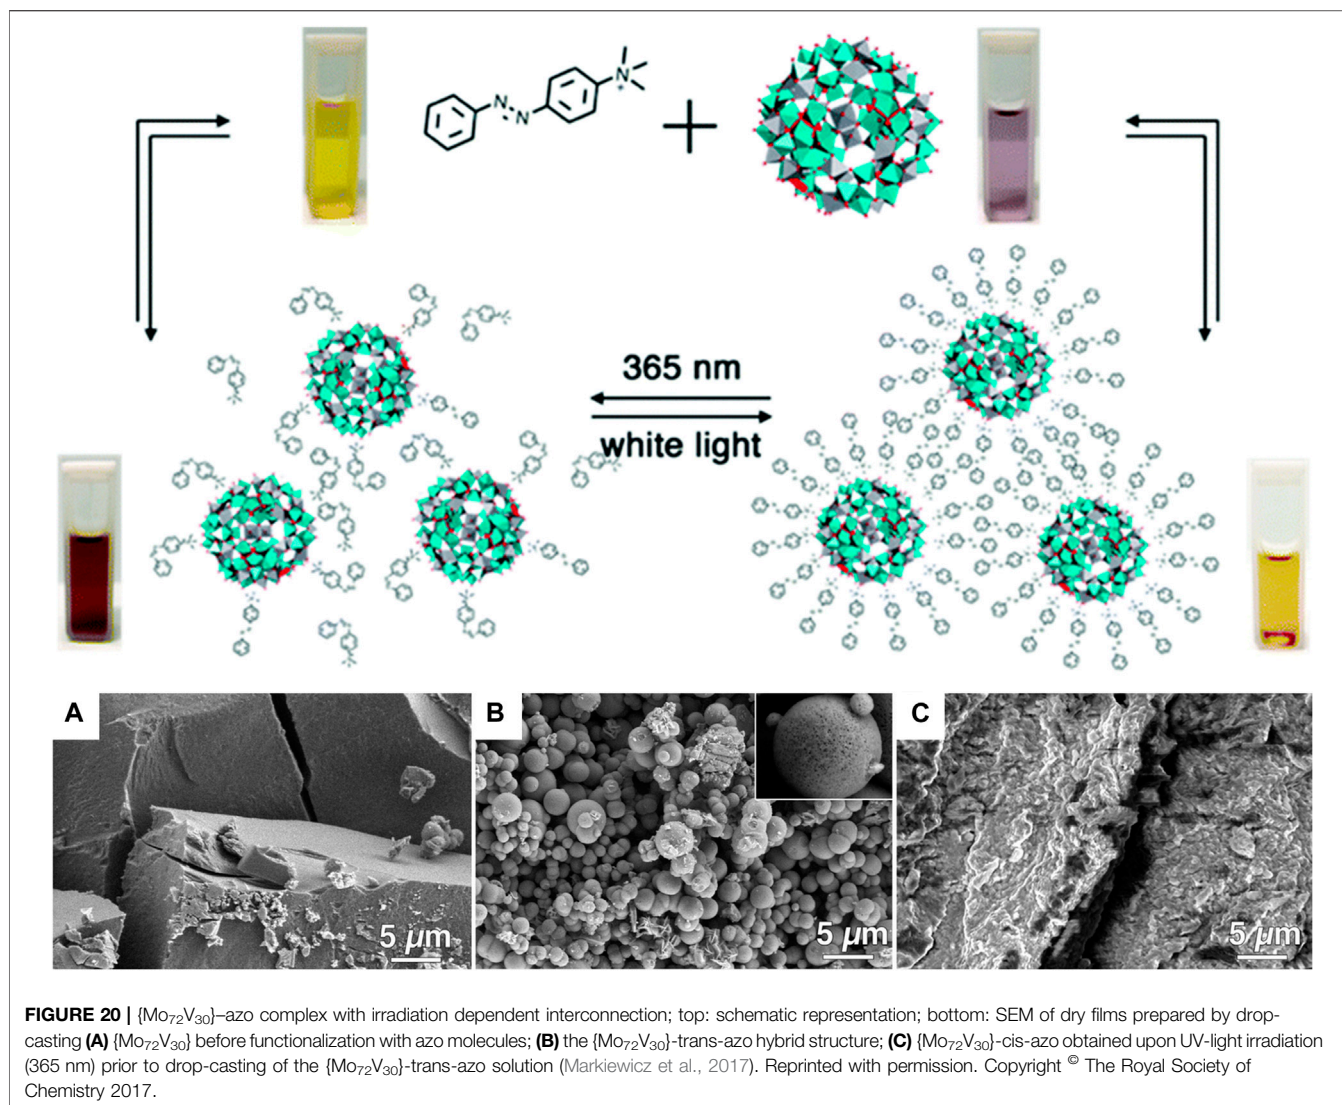 N
N
N
+
365 nm
white light
A
5 µm
B
5 µm
C
5 µm
FIGURE 20 | {Mo72V30}–azo complex with irradiation dependent interconnection; top: schematic representation; bottom: SEM of dry films prepared by drop-
casting (A) {Mo72V30} before functionalization with azo molecules; (B) the {Mo72V30}-trans-azo hybrid structure; (C) {Mo72V30}-cis-azo obtained upon UV-light irradiation
(365 nm) prior to drop-casting of the {Mo72V30}-trans-azo solution (Markiewicz et al., 2017). Reprinted with permission. Copyright © The Royal Society of
Chemistry 2017.